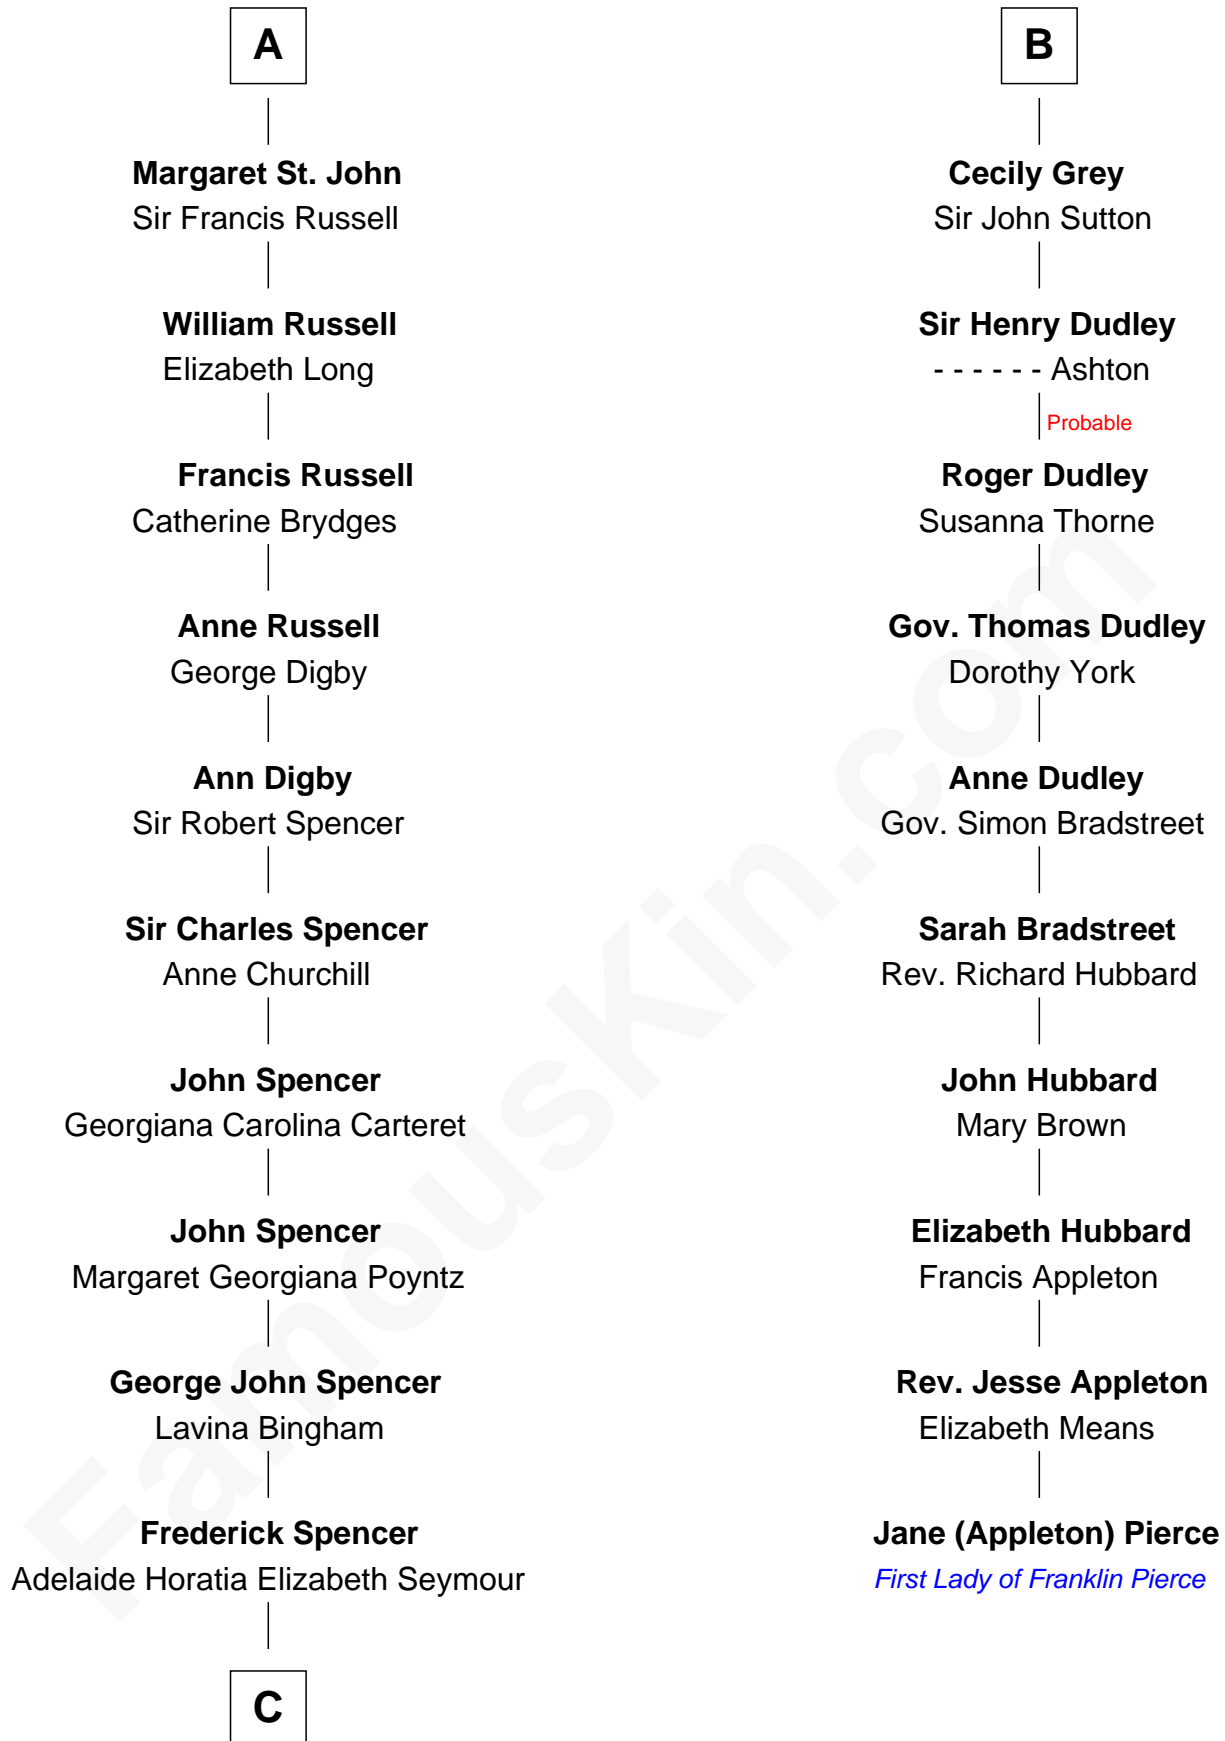 A
Margaret St. John
Sir Francis Russell
William Russell
Elizabeth Long
Francis Russell
Catherine Brydges
Anne Russell
George Digby
Ann Digby
Sir Robert Spencer
Sir Charles Spencer
Anne Churchill
John Spencer
Georgiana Carolina Carteret
John Spencer
Margaret Georgiana Poyntz
George John Spencer
Lavina Bingham
Frederick Spencer
Adelaide Horatia Elizabeth Seymour
C
B
Cecily Grey
Sir John Sutton
Sir Henry Dudley
- - - - - - Ashton
Probable
Roger Dudley
Susanna Thorne
Gov. Thomas Dudley
Dorothy York
Anne Dudley
Gov. Simon Bradstreet
Sarah Bradstreet
Rev. Richard Hubbard
John Hubbard
Mary Brown
Elizabeth Hubbard
Francis Appleton
Rev. Jesse Appleton
Elizabeth Means
Jane (Appleton) Pierce
First Lady of Franklin Pierce
FamousKin.com